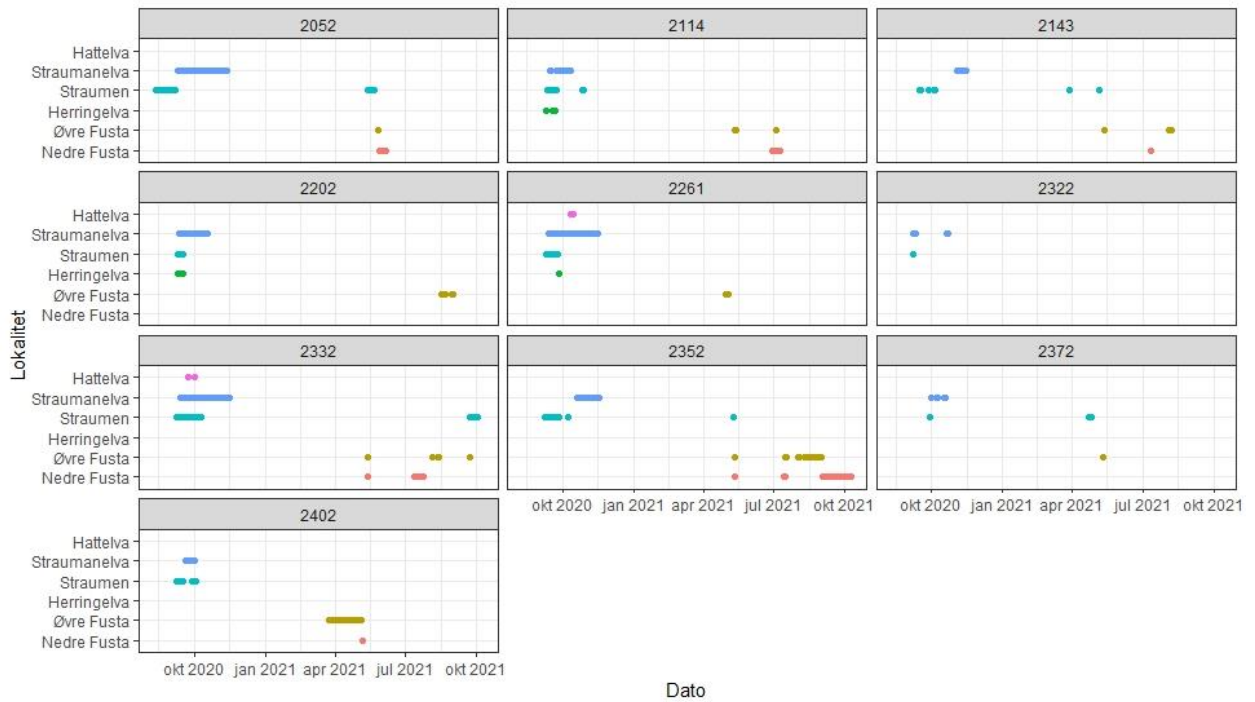 2052 2114 2143
Hattelva
Straumanelva
Straumen
Herringelva
Øvre Fusta
Nedre Fusta
2202 2261 2322
Hattelva
Straumanelva
Straumen
Herringelva
Øvre Fusta
Nedre Fusta
Lokalitet
2332 2352 2372
Hattelva
Straumanelva
Straumen
Herringelva
Øvre Fusta
Nedre Fusta
okt 2020 jan 2021 apr 2021 jul 2021 okt 2021 okt 2020 jan 2021 apr 2021 jul 2021 okt 2021
2402
Hattelva
Straumanelva
Straumen
Herringelva
Øvre Fusta
Nedre Fusta
okt 2020 jan 2021 apr 2021 jul 2021 okt 2021
Dato